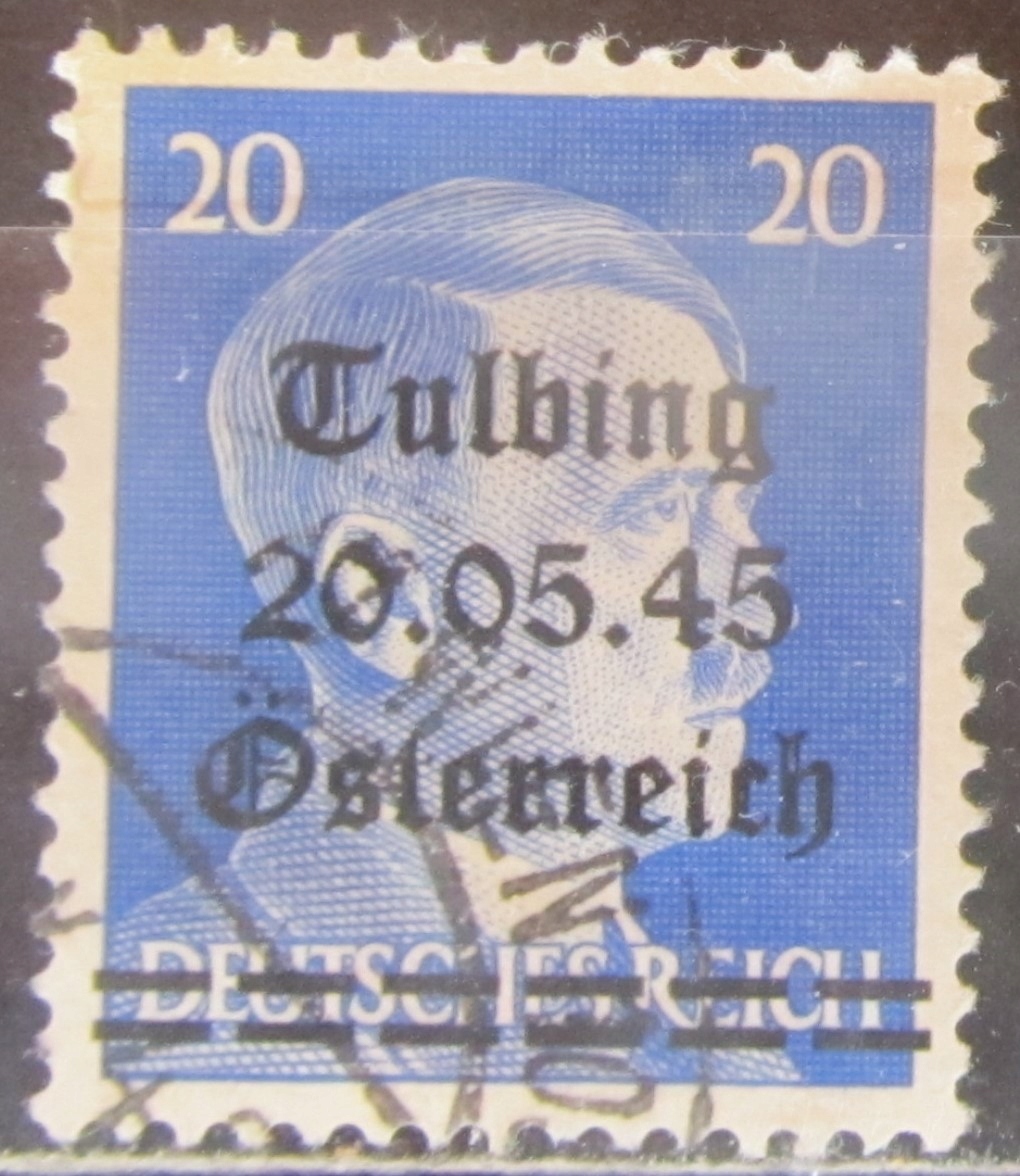 20 20
Tulbing
20.05.45
Österreich
DEUTSCHES REICH